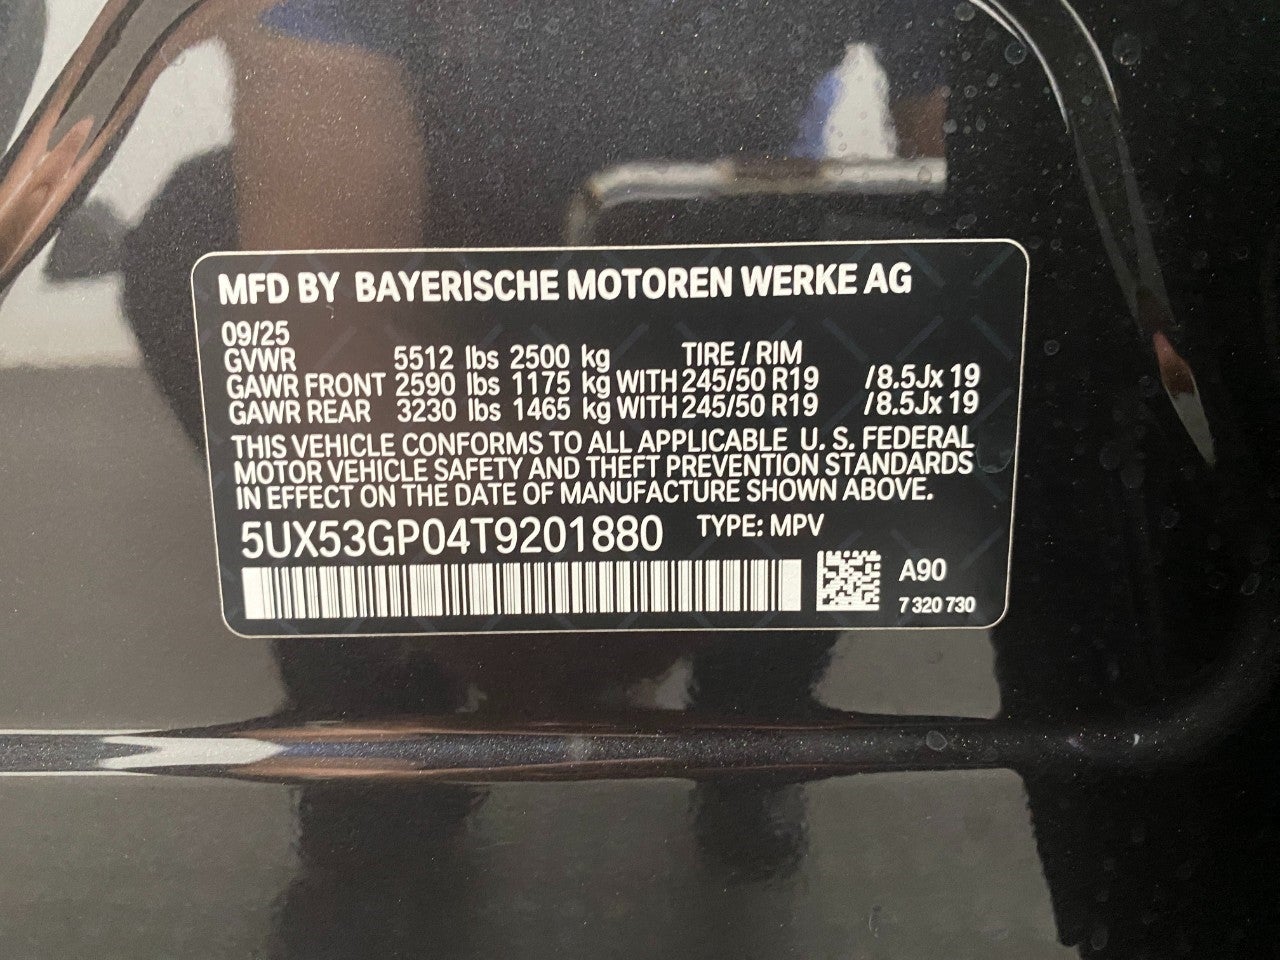 MFD BY BAYERISCHE MOTOREN WERKE AG
09/25
GVWR 5512 lbs 2500 kg TIRE / RIM
GAWR FRONT 2590 lbs 1175 kg WITH 245/50 R19 /8.5Jx 19
GAWR REAR 3230 lbs 1465 kg WITH 245/50 R19 /8.5Jx 19
THIS VEHICLE CONFORMS TO ALL APPLICABLE U. S. FEDERAL
MOTOR VEHICLE SAFETY AND THEFT PREVENTION STANDARDS
IN EFFECT ON THE DATE OF MANUFACTURE SHOWN ABOVE.
5UX53GP04T9201880 TYPE: MPV
A90
7 320 730